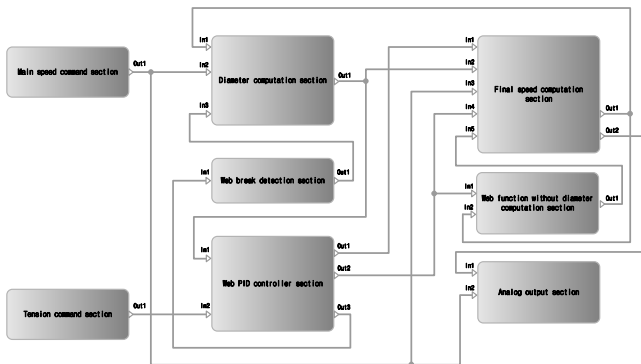 Main speed command section
Out1
In1
In2
In3
Diameter computation section
Out1
In1
In2
In3
In4
In5
Final speed computation
section
Out1
Out2
In1
Web break detection section
Out1
In1
In2
Web function without diameter
computation section
Out1
In1
In2
Web PID controller section
Out1
Out2
Out3
Tension command section
Out1
In1
In2
Analog output section